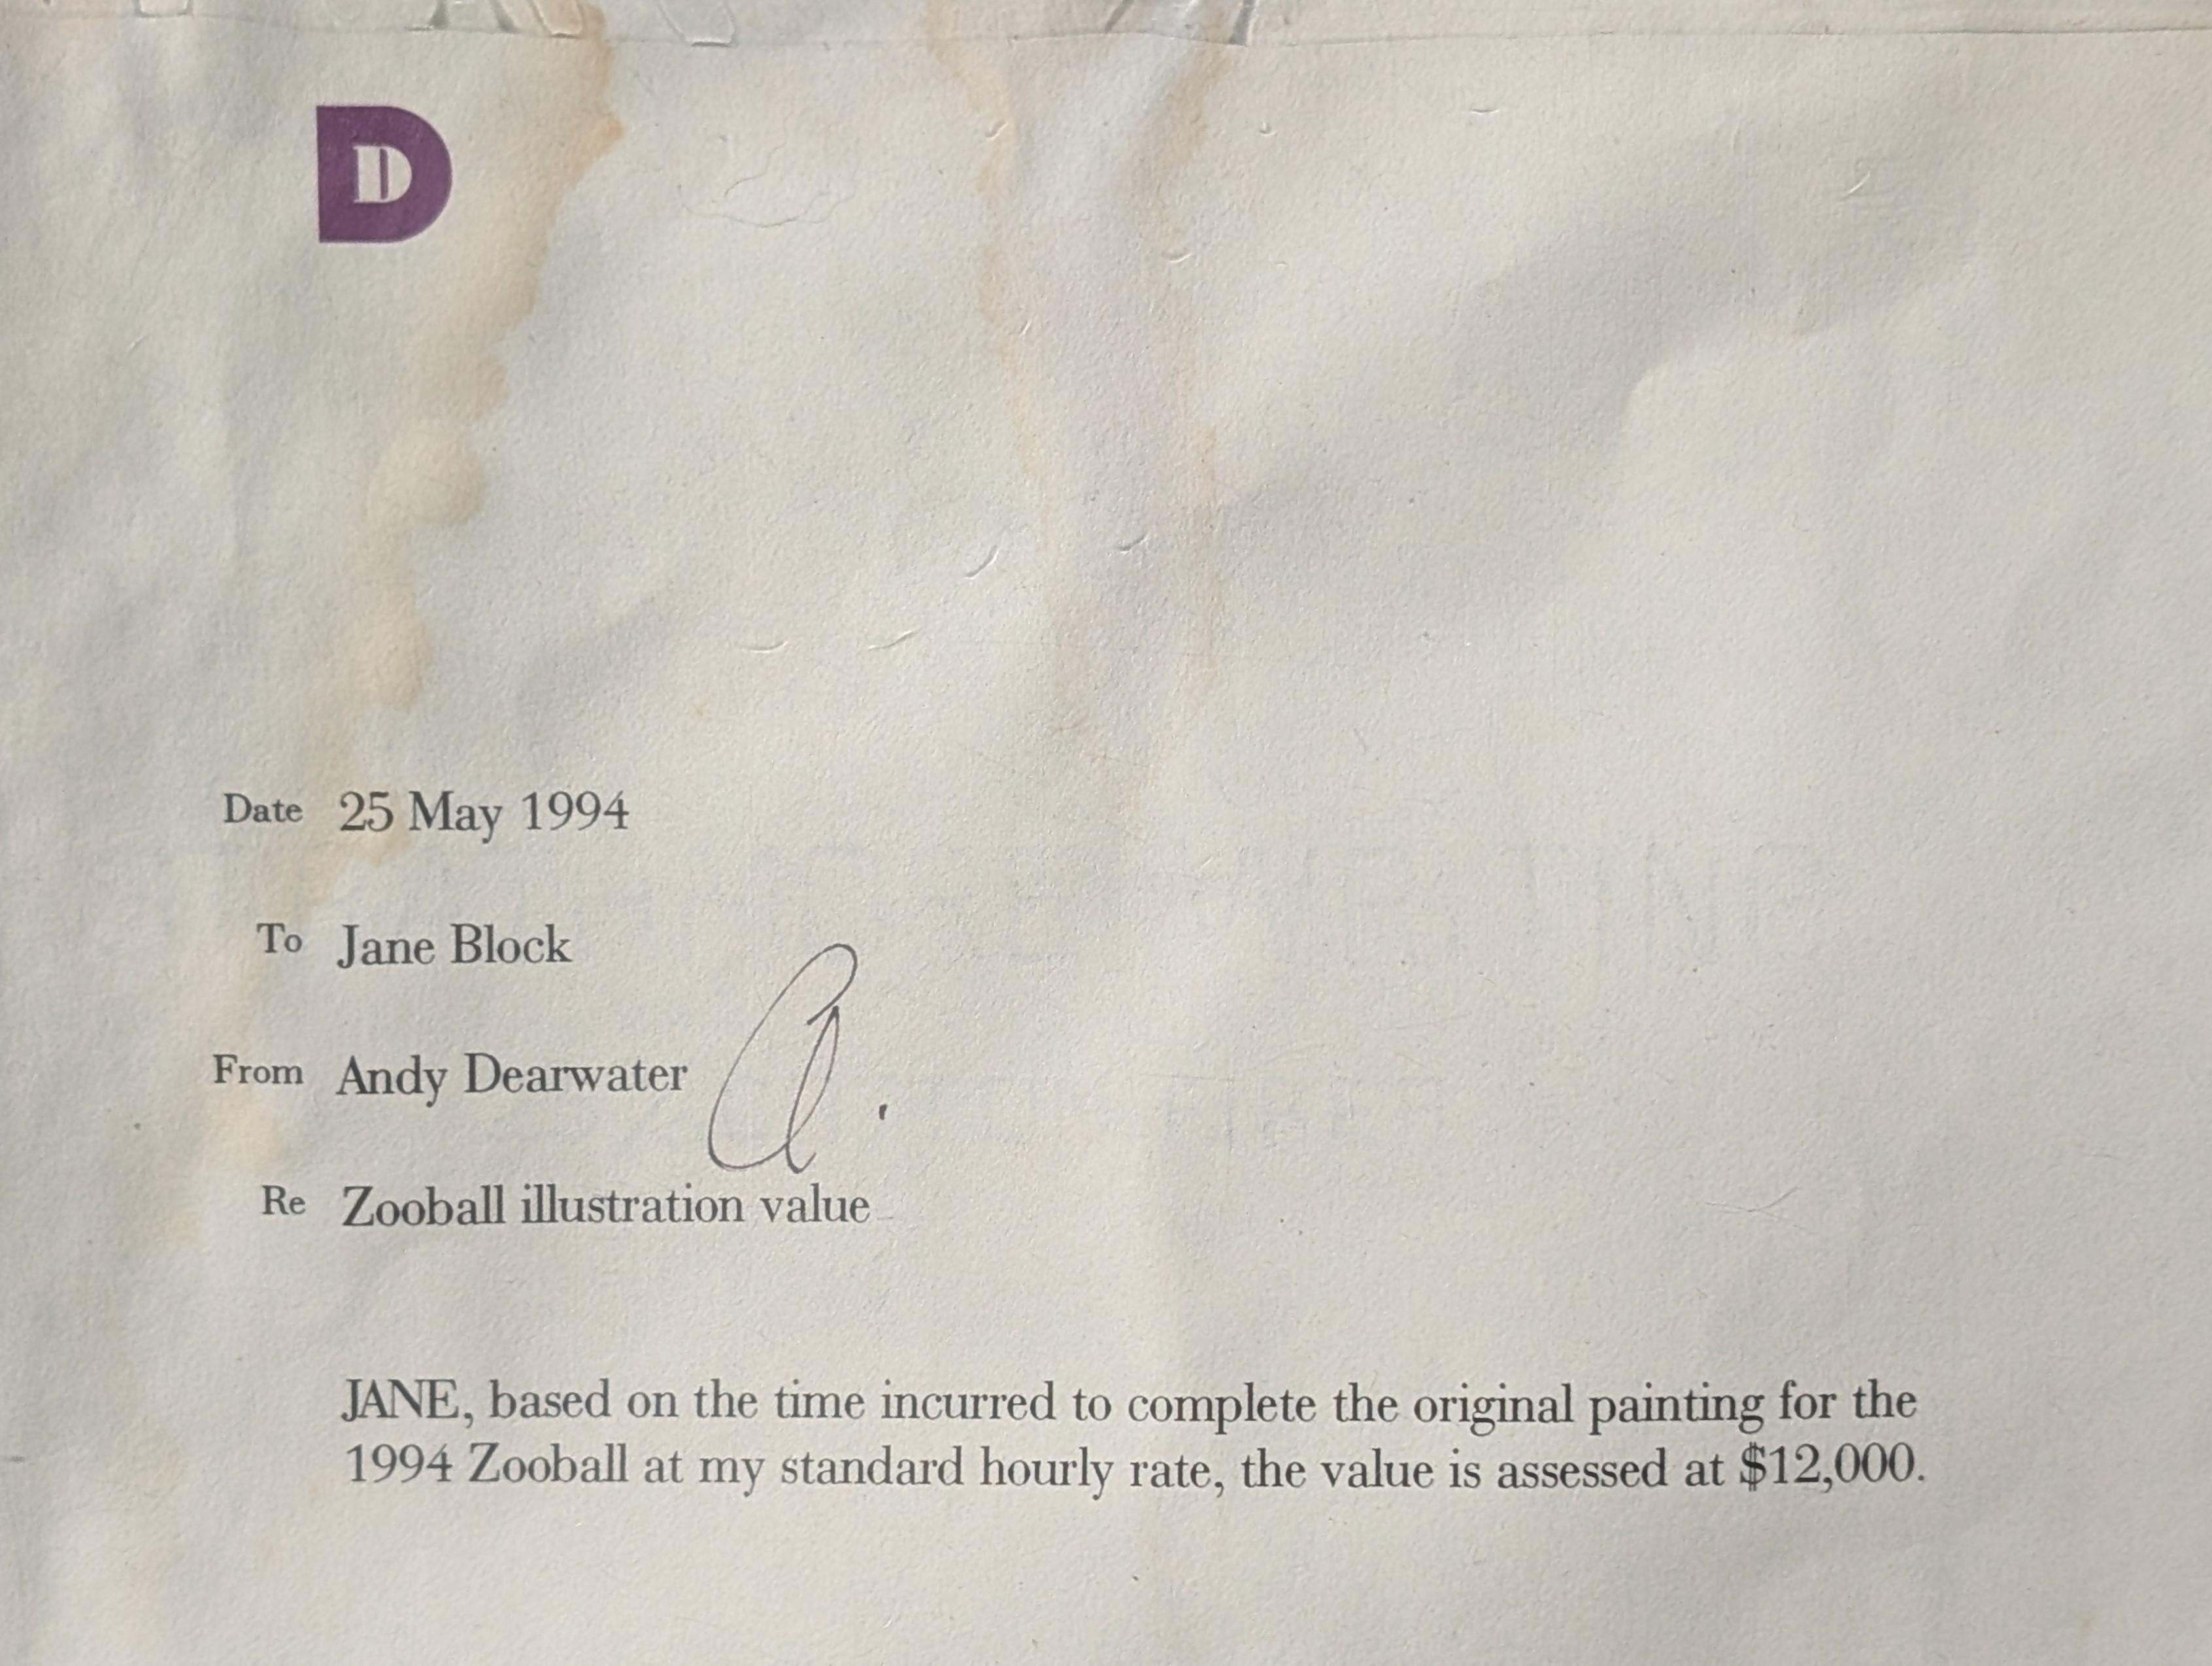 D
Date 25 May 1994
To Jane Block
From Andy Dearwater
A.
Re Zooball illustration value
JANE, based on the time incurred to complete the original painting for the
1994 Zooball at my standard hourly rate, the value is assessed at $12,000.